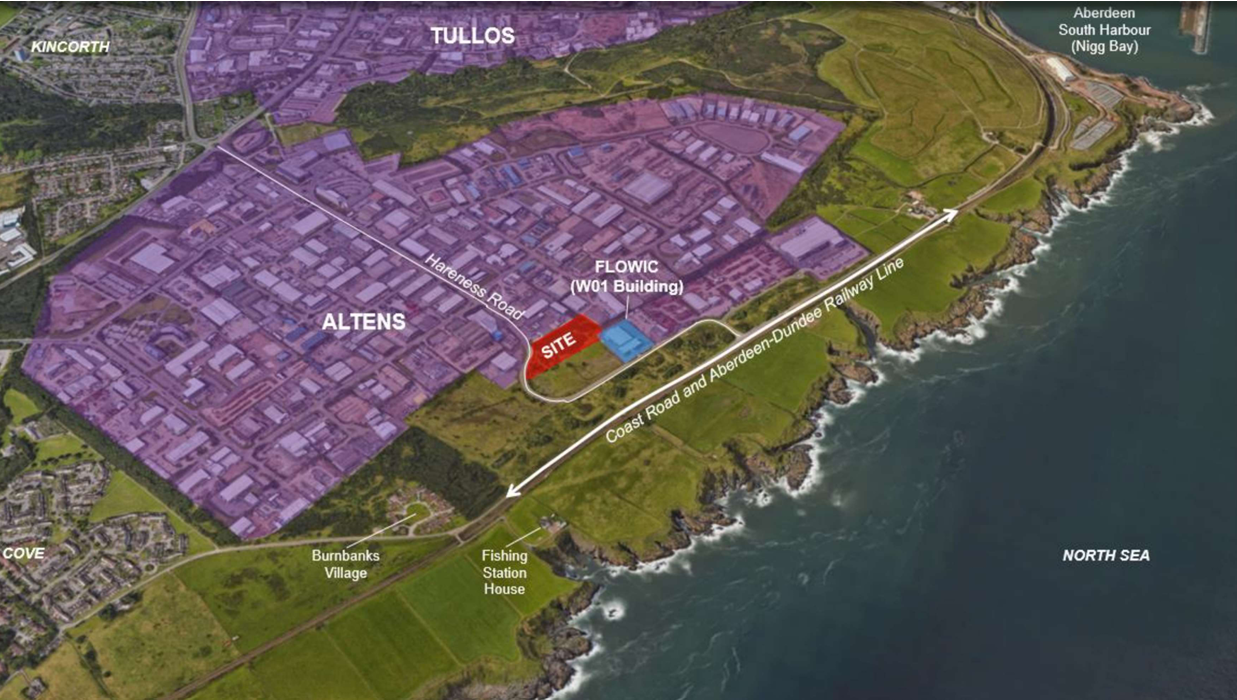 KINCORTH
TULLOS
Aberdeen
South Harbour
(Nigg Bay)
Hareness Road
FLOWIC
(W01 Building)
ALTENS
SITE
Coast Road and Aberdeen-Dundee Railway Line
COVE
Burnbanks
Village
Fishing
Station
House
NORTH SEA